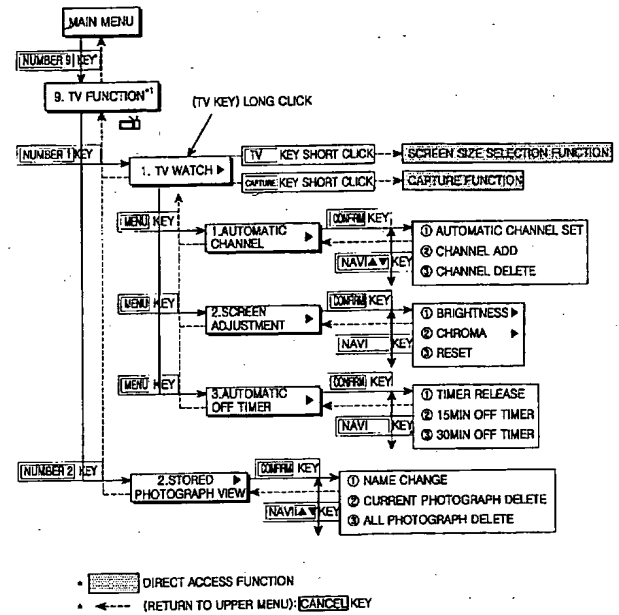 MAIN MENU
NUMBER 9 KEY
9. TV FUNCTION*1
(TV KEY) LONG CLICK
NUMBER 1 KEY
1. TV WATCH ▶
TV KEY SHORT CLICK
SCREEN SIZE SELECTION FUNCTION
CAPTURE KEY SHORT CLICK
CAPTURE FUNCTION
MENU KEY
1.AUTOMATIC CHANNEL ▶
CONFIRM KEY
NAVI▲▼ KEY
① AUTOMATIC CHANNEL SET
② CHANNEL ADD
③ CHANNEL DELETE
MENU KEY
2.SCREEN ADJUSTMENT ▶
CONFIRM KEY
NAVI KEY
① BRIGHTNESS ▶
② CHROMA ▶
③ RESET
MENU KEY
3.AUTOMATIC OFF TIMER ▶
CONFIRM KEY
NAVI KEY
① TIMER RELEASE
② 15MIN OFF TIMER
③ 30MIN OFF TIMER
NUMBER 2 KEY
2.STORED ▶
PHOTOGRAPH VIEW
CONFIRM KEY
NAVI▲▼ KEY
① NAME CHANGE
② CURRENT PHOTOGRAPH DELETE
③ ALL PHOTOGRAPH DELETE
* DIRECT ACCESS FUNCTION
* (RETURN TO UPPER MENU): CANCEL KEY